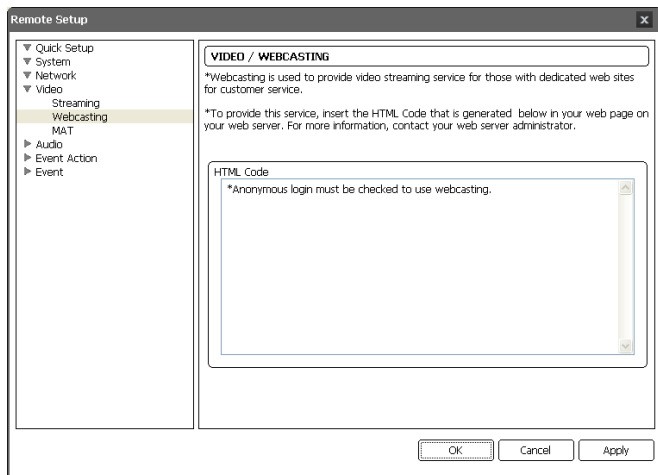 Remote Setup
x
Quick Setup
System
Network
Video
Streaming
Webcasting
MAT
Audio
Event Action
Event
VIDEO / WEBCASTING
*Webcasting is used to provide video streaming service for those with dedicated web sites
for customer service.
*To provide this service, insert the HTML Code that is generated below in your web page on
your web server. For more information, contact your web server administrator.
HTML Code
*Anonymous login must be checked to use webcasting.
OK
Cancel
Apply